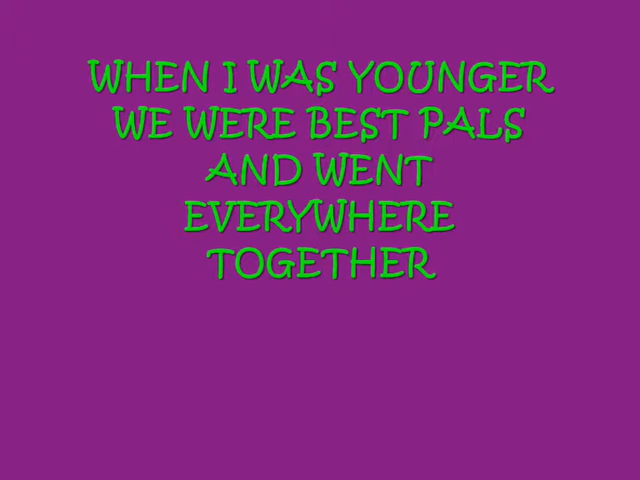 WHEN I WAS YOUNGER
WE WERE BEST PALS
AND WENT
EVERYWHERE
TOGETHER